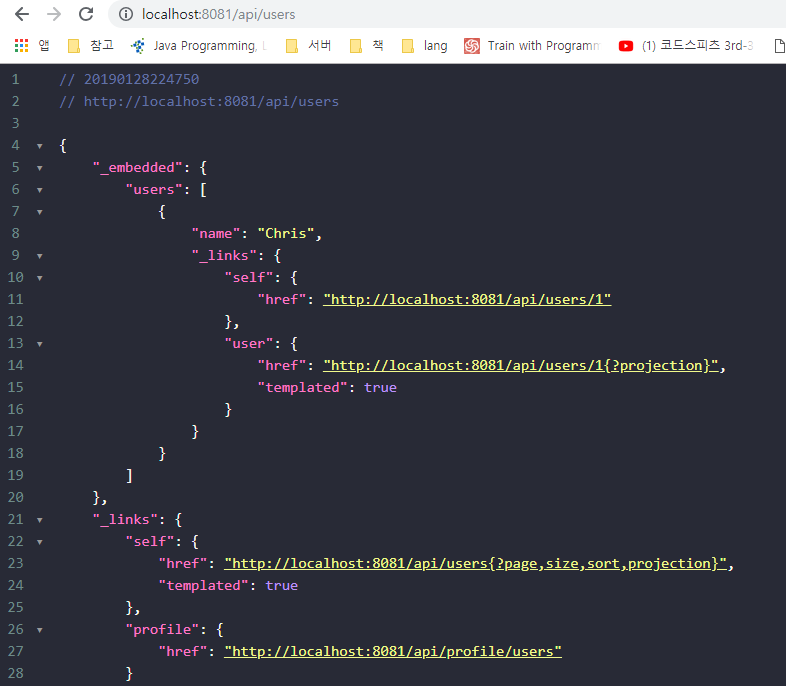 localhost:8081/api/users
앱 참고 Java Programming, 서버 책 lang Train with Programm (1) 코드스피츠 3rd-3
1 // 20190128224750
2 // http://localhost:8081/api/users
3
4 {
5 "_embedded": {
6 "users": [
7 {
8 "name": "Chris",
9 "_links": {
10 "self": {
11 "href": "http://localhost:8081/api/users/1"
12 },
13 "user": {
14 "href": "http://localhost:8081/api/users/1{?projection}",
15 "templated": true
16 }
17 }
18 }
19 ]
20 },
21 "_links": {
22 "self": {
23 "href": "http://localhost:8081/api/users{?page,size,sort,projection}",
24 "templated": true
25 },
26 "profile": {
27 "href": "http://localhost:8081/api/profile/users"
28 }